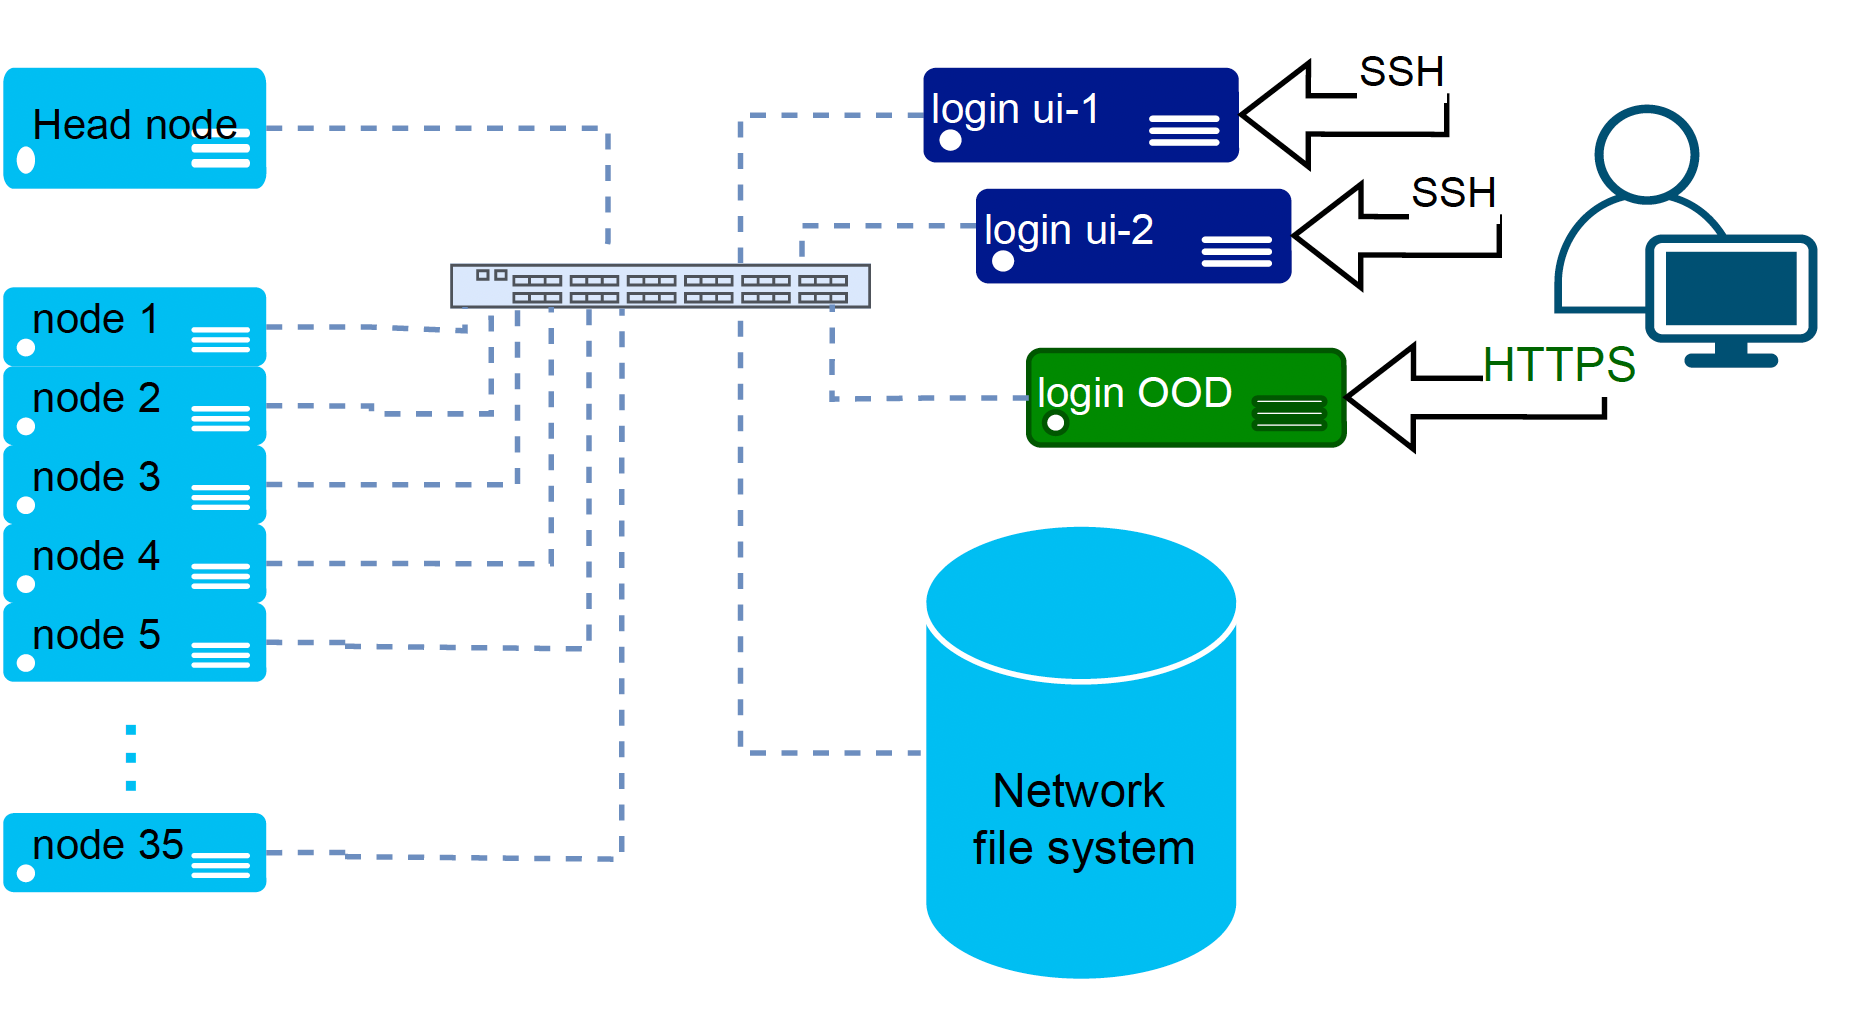 Head node
node 1
node 2
node 3
node 4
node 5
node 35
login ui-1
SSH
login ui-2
SSH
login OOD
HTTPS
Network
file system